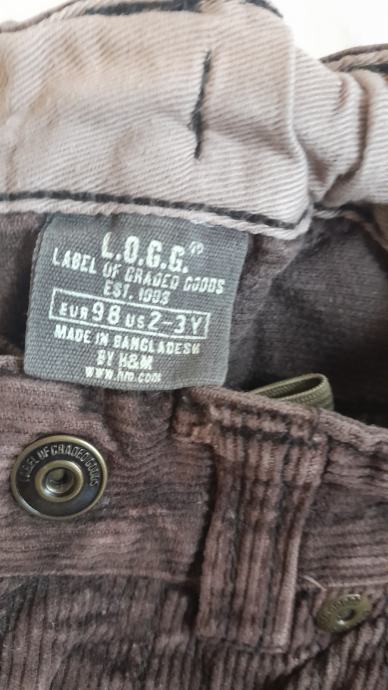 L.O.G.G.®
LABEL OF GRADED GOODS
EST. 1998
EUR 98 US 2-3Y
MADE IN BANGLADESH
BY H&M
www.hm.com
LABEL OF GRADED GOODS